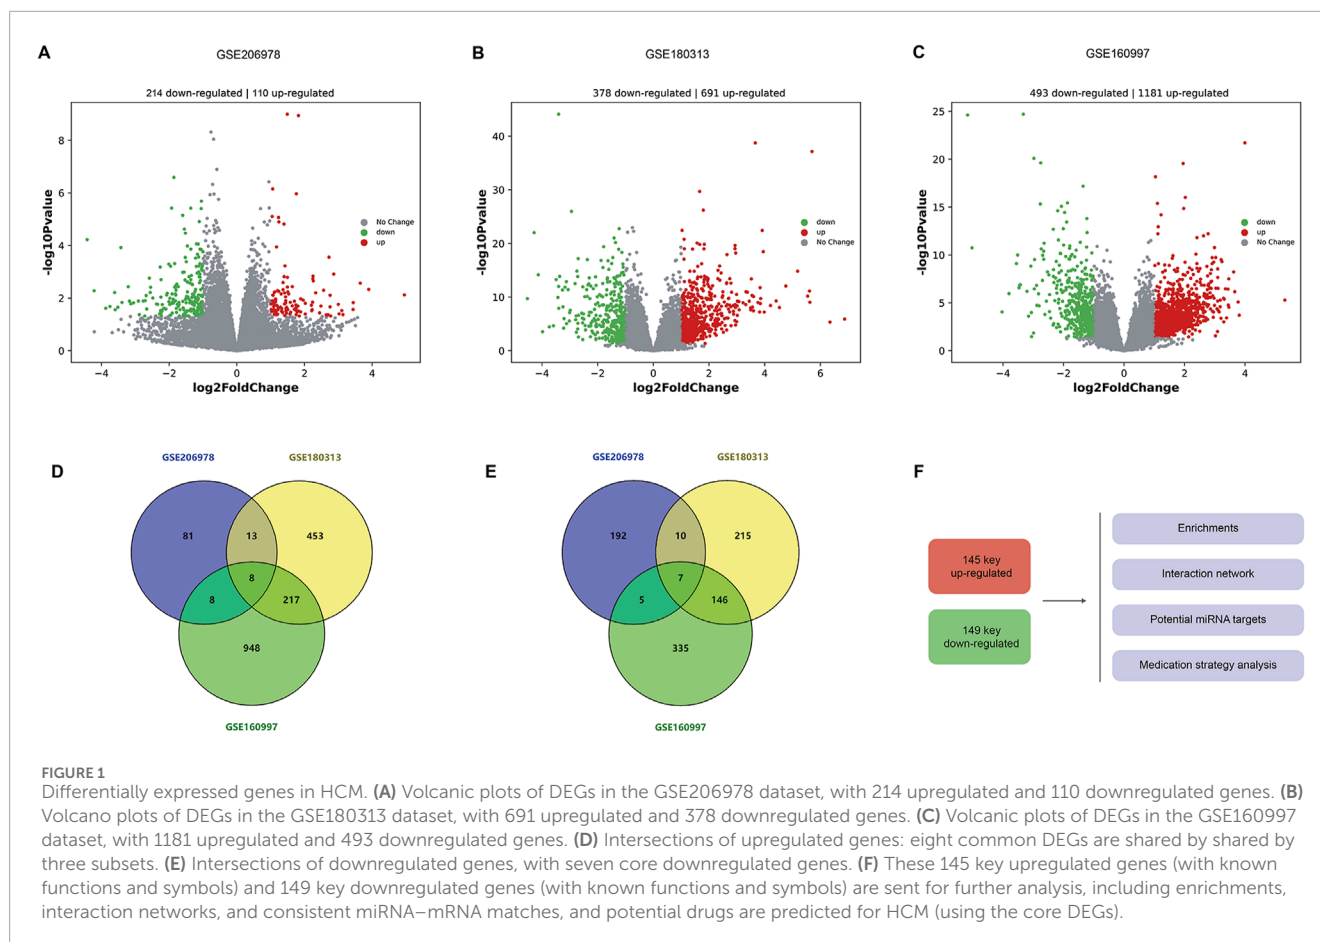 A
GSE206978
214 down-regulated | 110 up-regulated
-log10Pvalue
8
6
4
2
0
−4
−2
0
2
4
log2FoldChange
No Change
down
up
B
GSE180313
378 down-regulated | 691 up-regulated
-log10Pvalue
40
30
20
10
0
−4
−2
0
2
4
6
log2FoldChange
down
up
No Change
C
GSE160997
493 down-regulated | 1181 up-regulated
-log10Pvalue
25
20
15
10
5
0
−4
−2
0
2
4
log2FoldChange
down
up
No Change
D
GSE206978
GSE180313
81
13
453
8
8
217
948
GSE160997
E
GSE206978
GSE180313
192
10
215
7
5
146
335
GSE160997
F
145 key
up-regulated
149 key
down-regulated
Enrichments
Interaction network
Potential miRNA targets
Medication strategy analysis
FIGURE 1
Differentially expressed genes in HCM. (A) Volcanic plots of DEGs in the GSE206978 dataset, with 214 upregulated and 110 downregulated genes. (B)
Volcano plots of DEGs in the GSE180313 dataset, with 691 upregulated and 378 downregulated genes. (C) Volcanic plots of DEGs in the GSE160997
dataset, with 1181 upregulated and 493 downregulated genes. (D) Intersections of upregulated genes: eight common DEGs are shared by shared by
three subsets. (E) Intersections of downregulated genes, with seven core downregulated genes. (F) These 145 key upregulated genes (with known
functions and symbols) and 149 key downregulated genes (with known functions and symbols) are sent for further analysis, including enrichments,
interaction networks, and consistent miRNA–mRNA matches, and potential drugs are predicted for HCM (using the core DEGs).